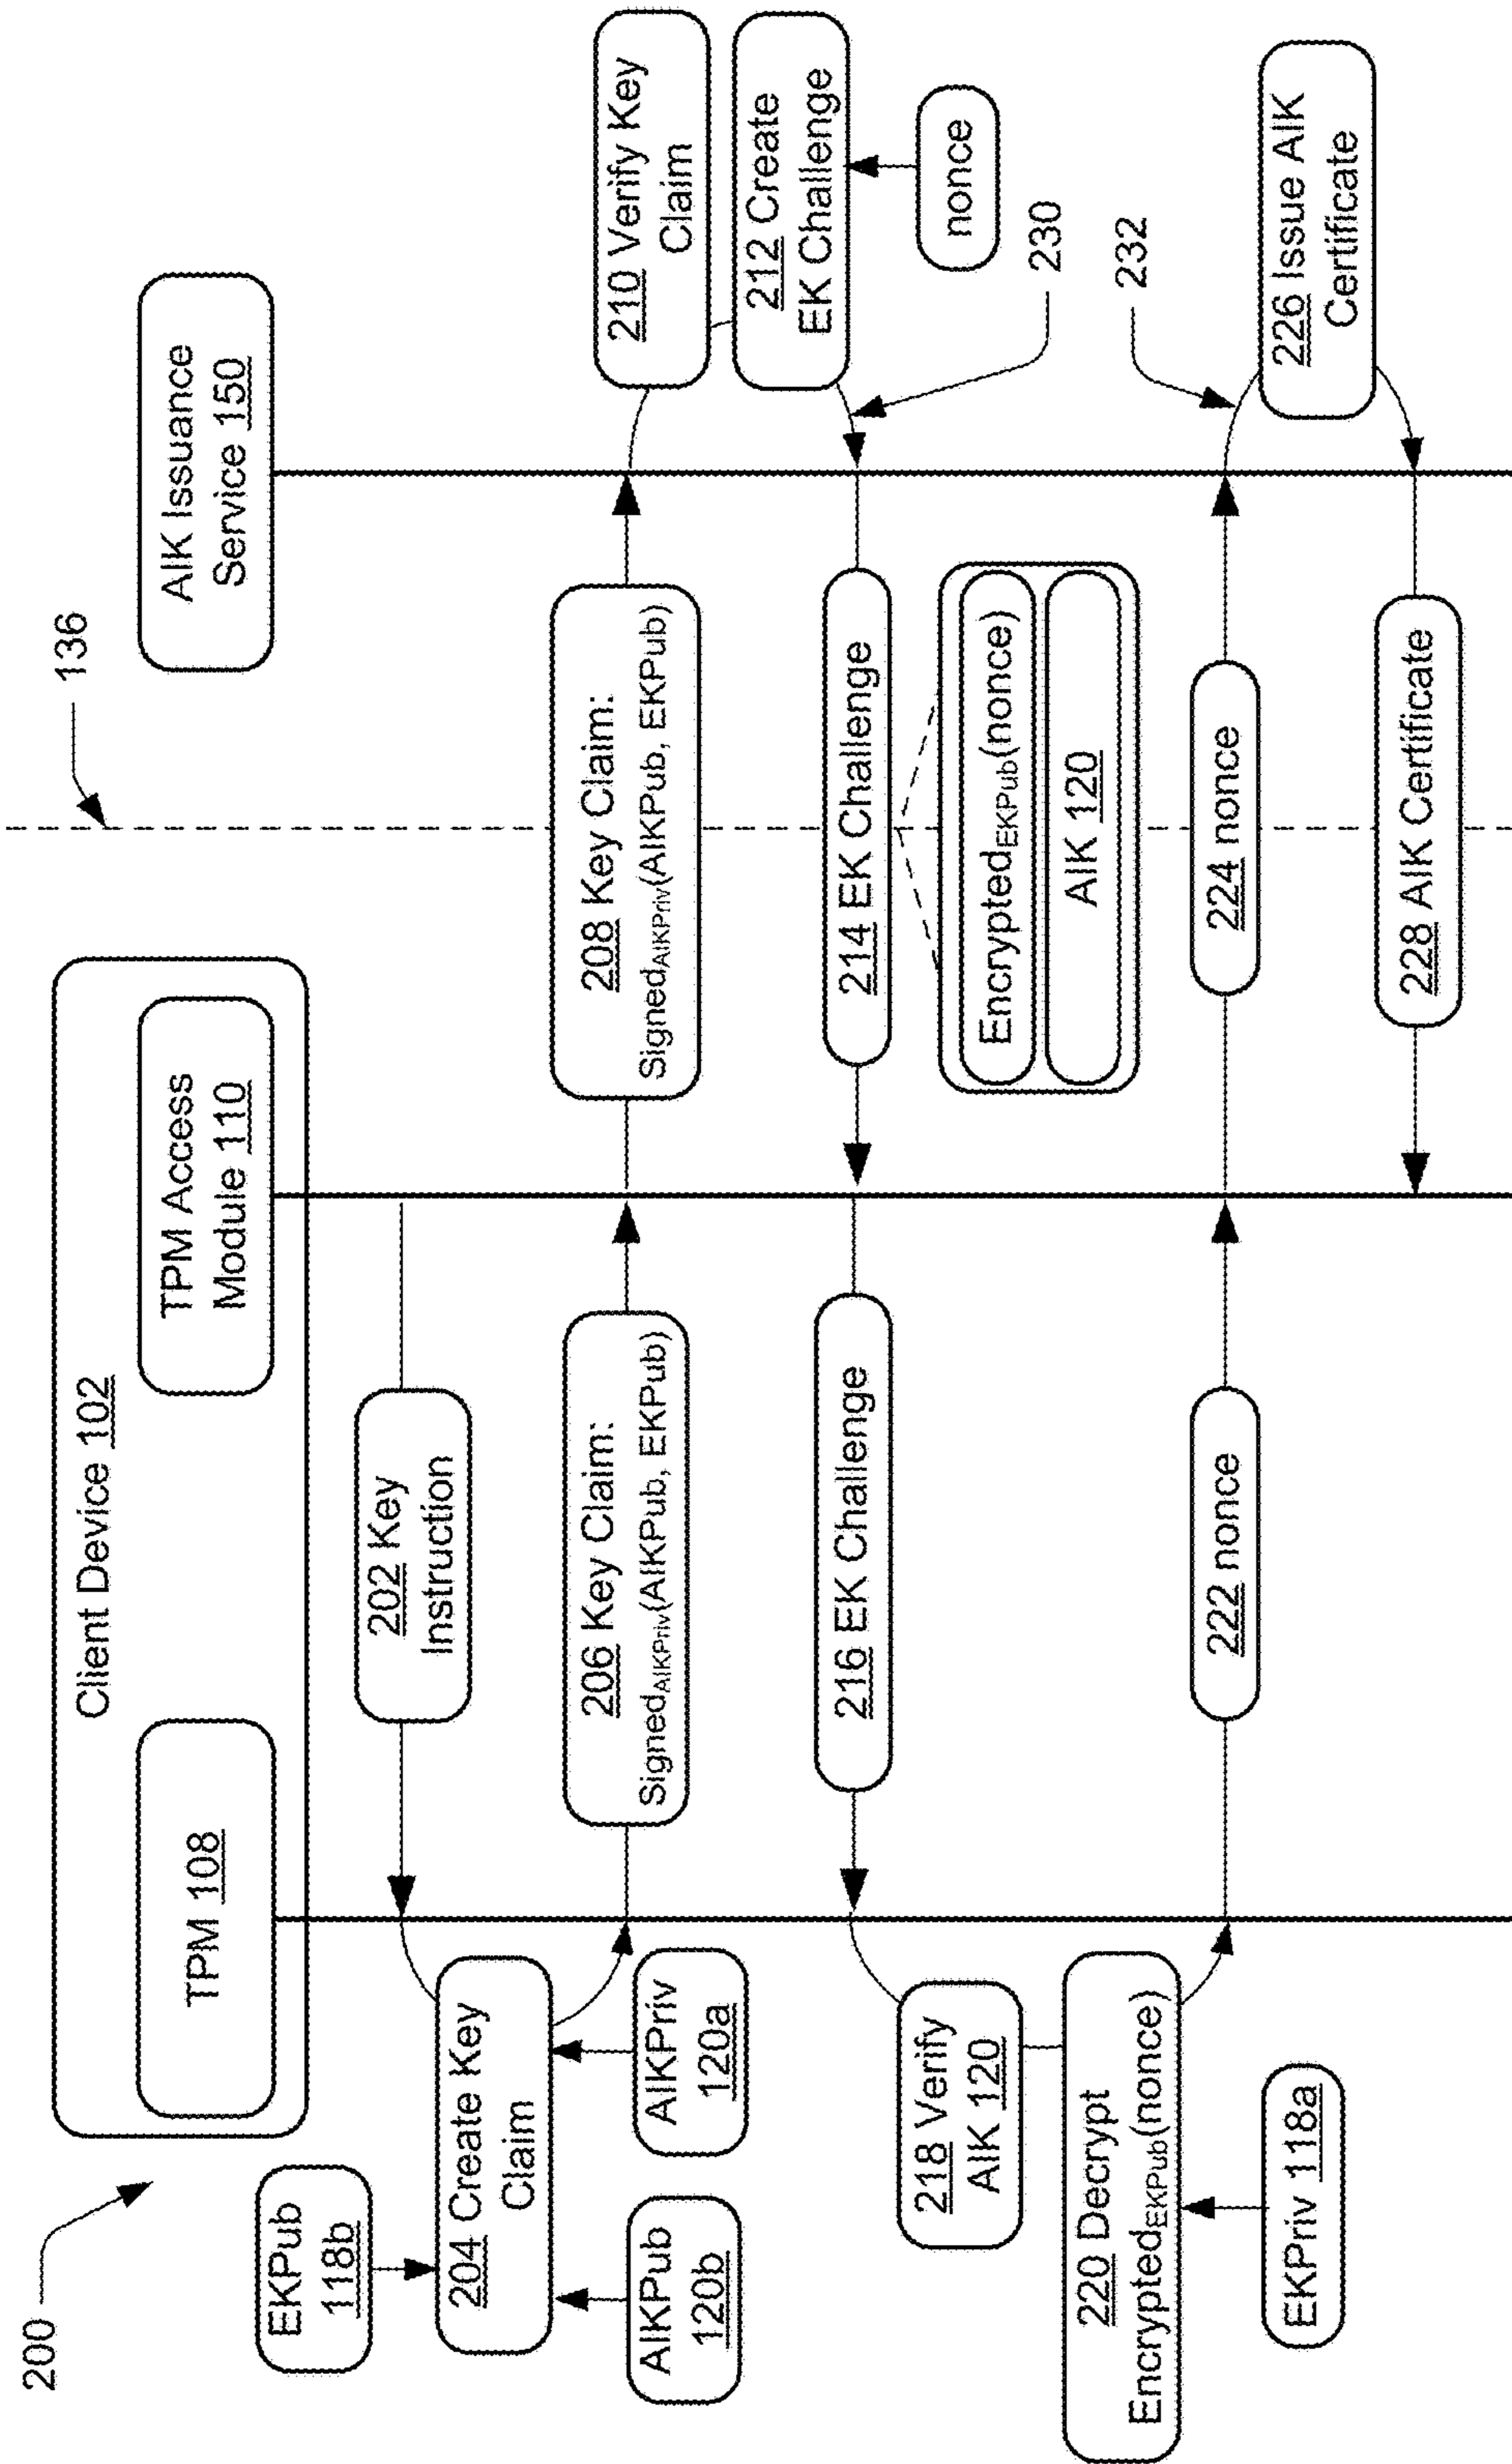 200
136
Client Device 102
TPM 108
TPM Access
Module 110
AIK Issuance
Service 150
EKPub
118b
202 Key
Instruction
204 Create Key
Claim
AIKPub
120b
AIKPriv
120a
206 Key Claim:
SignedAIKPriv(AIKPub, EKPub)
208 Key Claim:
SignedAIKPriv(AIKPub, EKPub)
210 Verify Key
Claim
212 Create
EK Challenge
nonce
230
214 EK Challenge
EncryptedEKPub(nonce)
AIK 120
216 EK Challenge
218 Verify
AIK 120
220 Decrypt
EncryptedEKPub(nonce)
EKPriv 118a
222 nonce
224 nonce
232
226 Issue AIK
Certificate
228 AIK Certificate